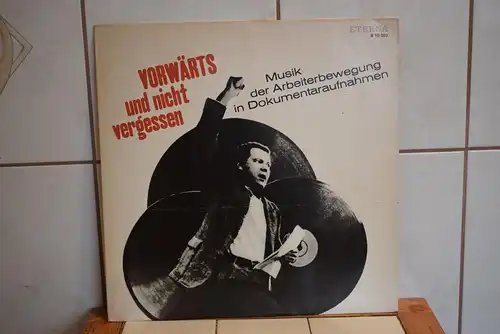 ETERNA
VORWÄRTS
und nicht
vergessen
Musik
der Arbeiterbewegung
in Dokumentaraufnahmen